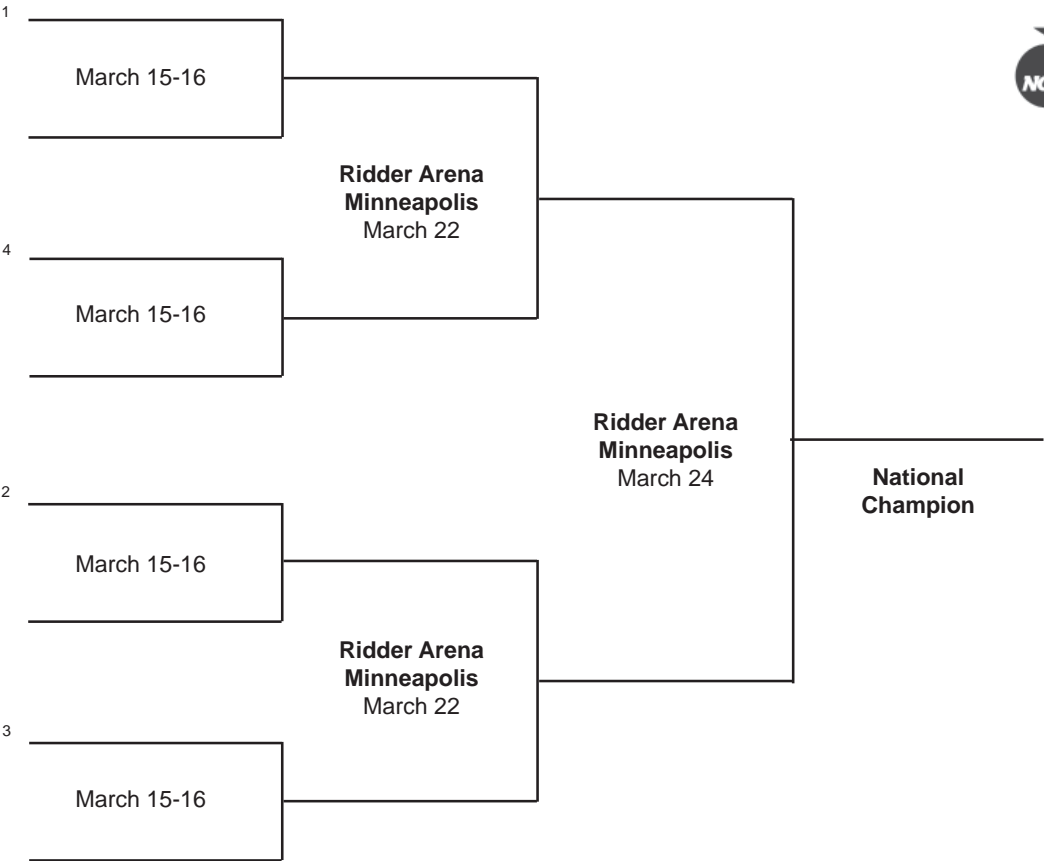 1
March 15-16
Ridder Arena
Minneapolis
March 22
4
March 15-16
Ridder Arena
Minneapolis
March 24
National
Champion
2
March 15-16
Ridder Arena
Minneapolis
March 22
3
March 15-16